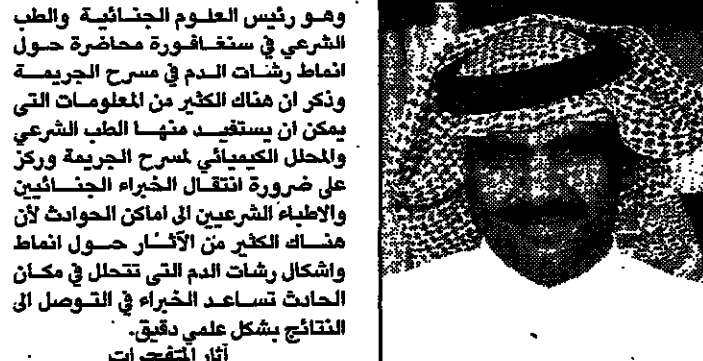 وهو رئيس العلوم الجنائية والطب
الشرعي في سنغافورة محاضرة حول
انماط رشات الدم في مسرح الجريمة
وذكر ان هناك الكثير من المعلومات التي
يمكن ان يستفيد منها الطب الشرعي
والمحلل الكيميائي لمسرح الجريمة وركز
على ضرورة انتقال الخبراء الجنائيين
والاطباء الشرعيين الى اماكن الحوادث لأن
هناك الكثير من الآثار حول انماط
واشكال رشات الدم التي تتحلل في مكان
الحادث تساعد الخبراء في التوصل الى
النتائج بشكل علمي دقيق.
آثار المتفجرات